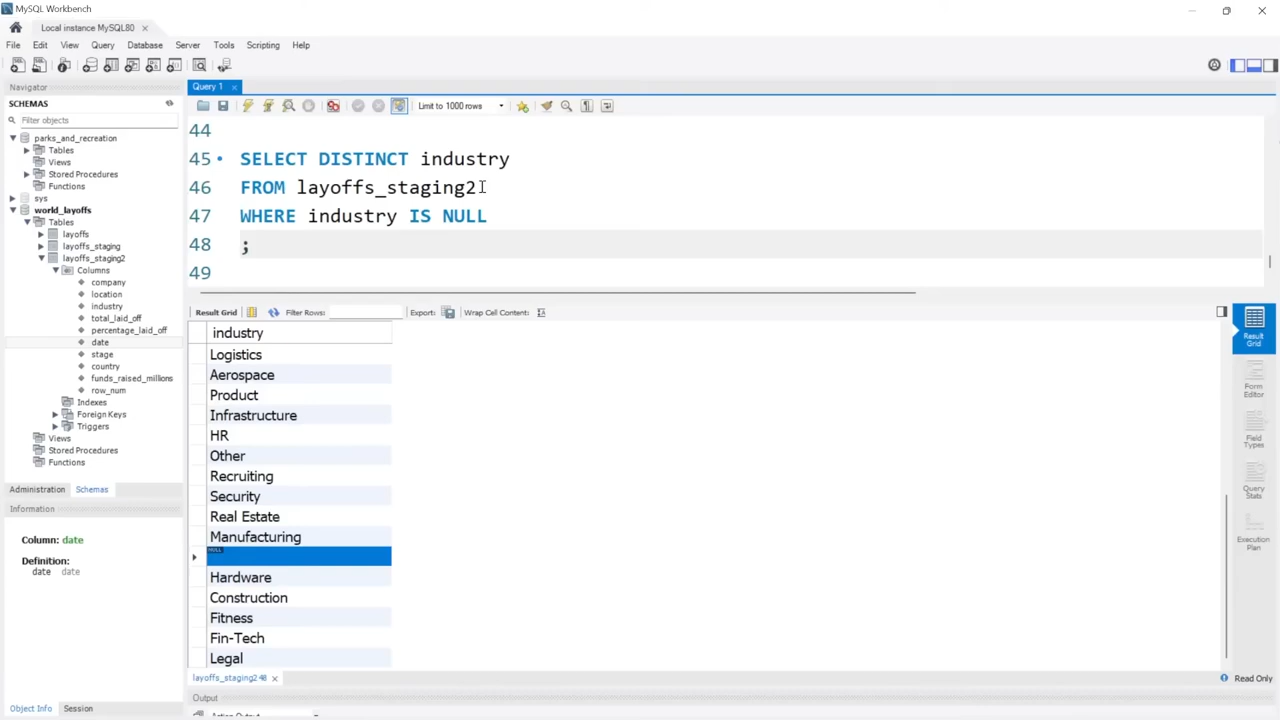 MySQL Workbench
Local instance MySQL80
File Edit View Query Database Server Tools Scripting Help
Navigator
SCHEMAS
Filter objects
parks_and_recreation
Tables
Views
Stored Procedures
Functions
sys
world_layoffs
Tables
layoffs
layoffs_staging
layoffs_staging2
Columns
company
location
industry
total_laid_off
percentage_laid_off
date
stage
country
funds_raised_millions
row_num
Indexes
Foreign Keys
Triggers
Views
Stored Procedures
Functions
Administration Schemas
Information
Column: date
Definition:
date date
Object Info Session
Query 1
Limit to 1000 rows
44
45 SELECT DISTINCT industry
46 FROM layoffs_staging2
47 WHERE industry IS NULL
48 ;
49
Result Grid Filter Rows: Export: Wrap Cell Content:
industry
Logistics
Aerospace
Product
Infrastructure
HR
Other
Recruiting
Security
Real Estate
Manufacturing
NULL
Hardware
Construction
Fitness
Fin-Tech
Legal
Result
Grid
Form
Editor
Field
Types
Query
Stats
Execution
Plan
layoffs_staging2 48
Read Only
Output
Action Output